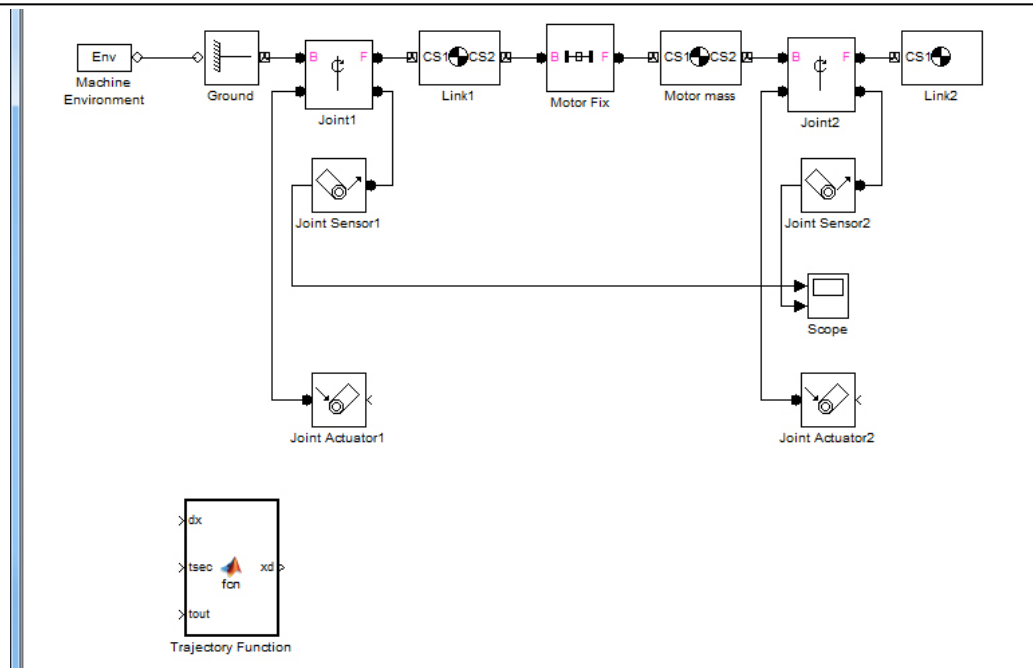 Env
Machine
Environment
Ground
B F
Joint1
CS1 CS2
Link1
B F
Motor Fix
CS1 CS2
Motor mass
B F
Joint2
CS1
Link2
Joint Sensor1
Joint Sensor2
Scope
Joint Actuator1
Joint Actuator2
dx
tsec
fcn
xd
tout
Trajectory Function